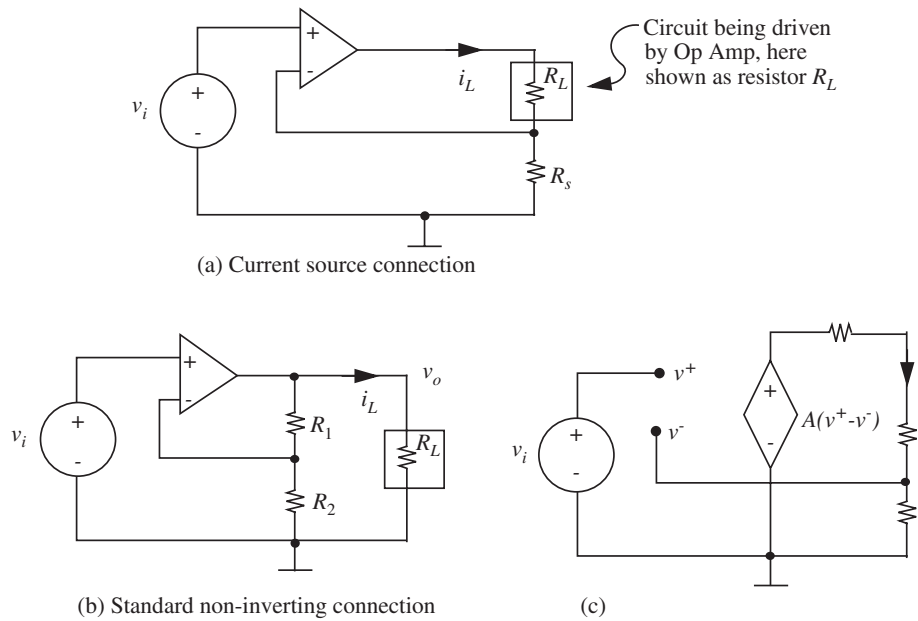 Circuit being driven
by Op Amp, here
shown as resistor R_L
+
-
i_L
R_L
v_i
+
-
R_s
(a) Current source connection
+
-
v_o
i_L
R_1
R_L
v_i
+
-
R_2
(b) Standard non-inverting connection
v^+
v^-
+
-
A(v^+-v^-)
v_i
+
-
(c)